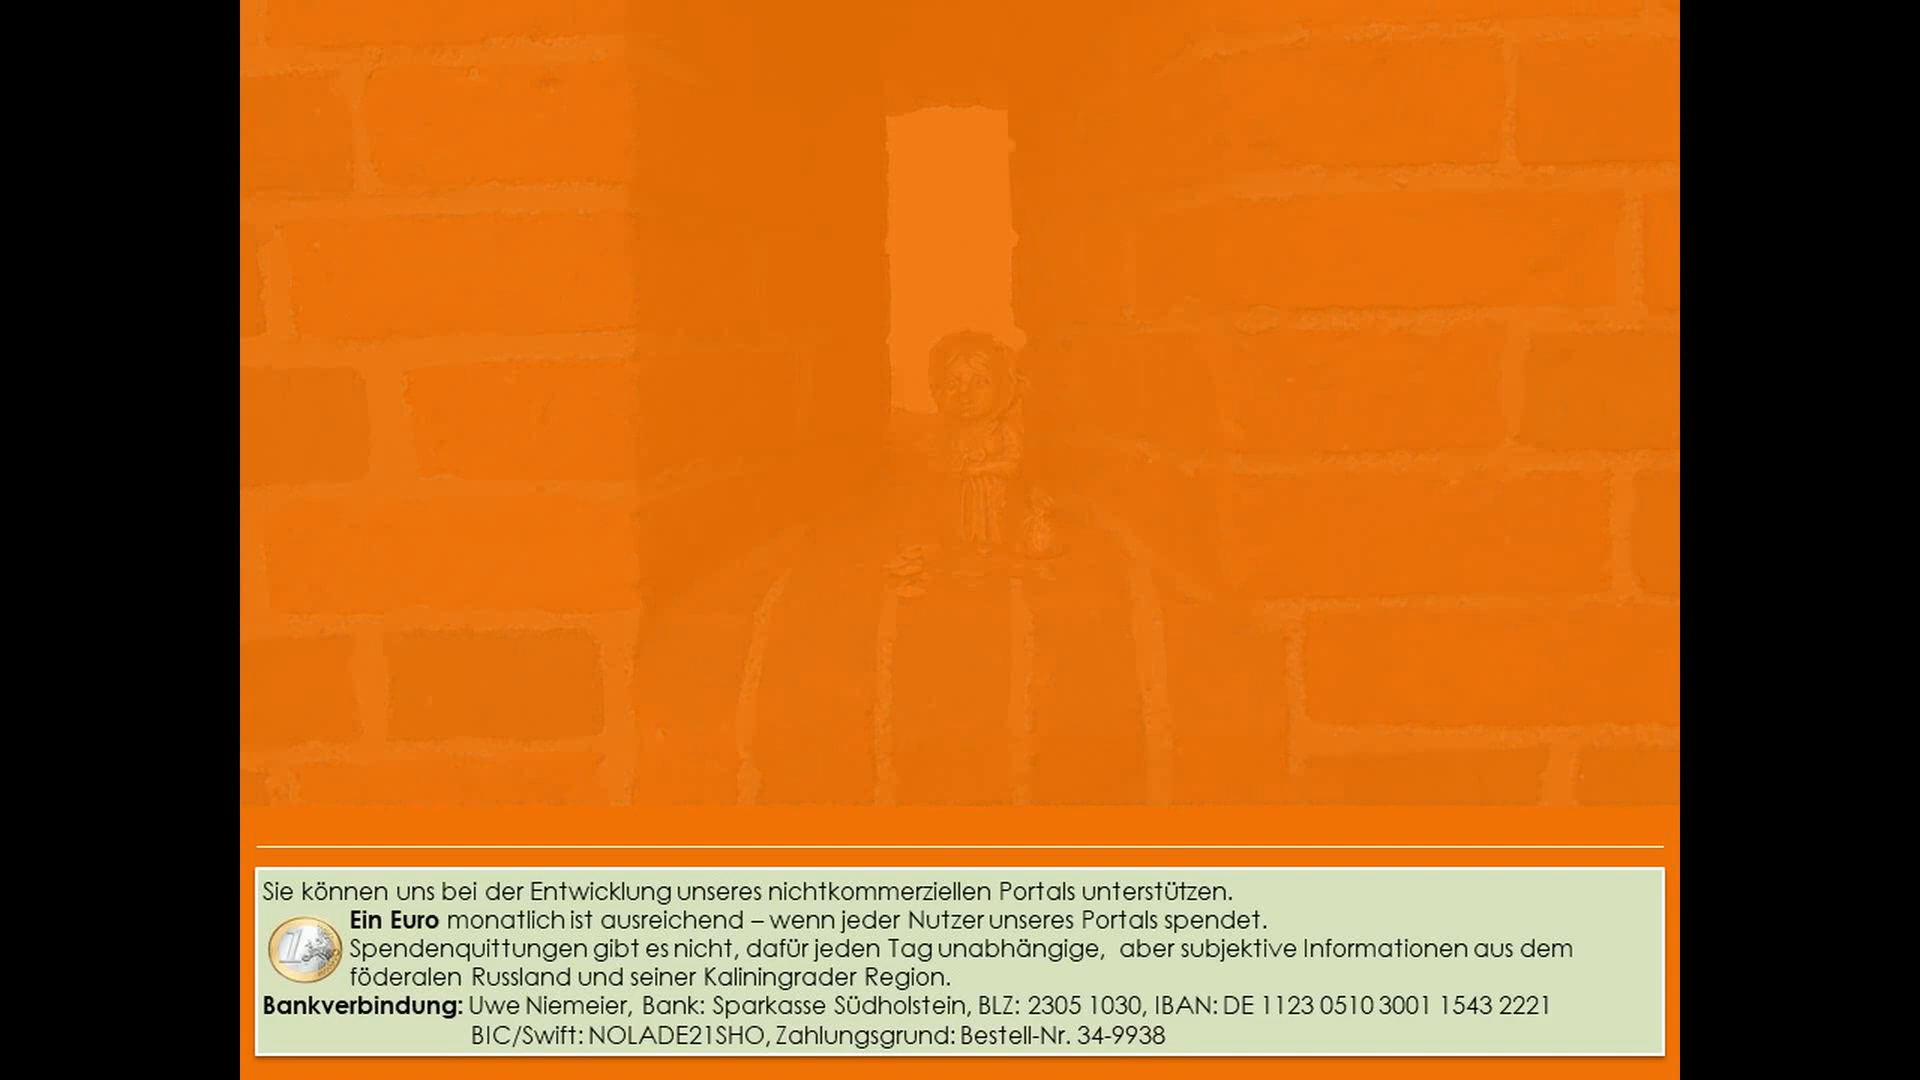 Sie können uns bei der Entwicklung unseres nichtkommerziellen Portals unterstützen.
Ein Euro monatlich ist ausreichend – wenn jeder Nutzer unseres Portals spendet.
Spendenquittungen gibt es nicht, dafür jeden Tag unabhängige, aber subjektive Informationen aus dem
föderalen Russland und seiner Kaliningrader Region.
Bankverbindung: Uwe Niemeier, Bank: Sparkasse Südholstein, BLZ: 2305 1030, IBAN: DE 1123 0510 3001 1543 2221
BIC/Swift: NOLADE21SHO, Zahlungsgrund: Bestell-Nr. 34-9938